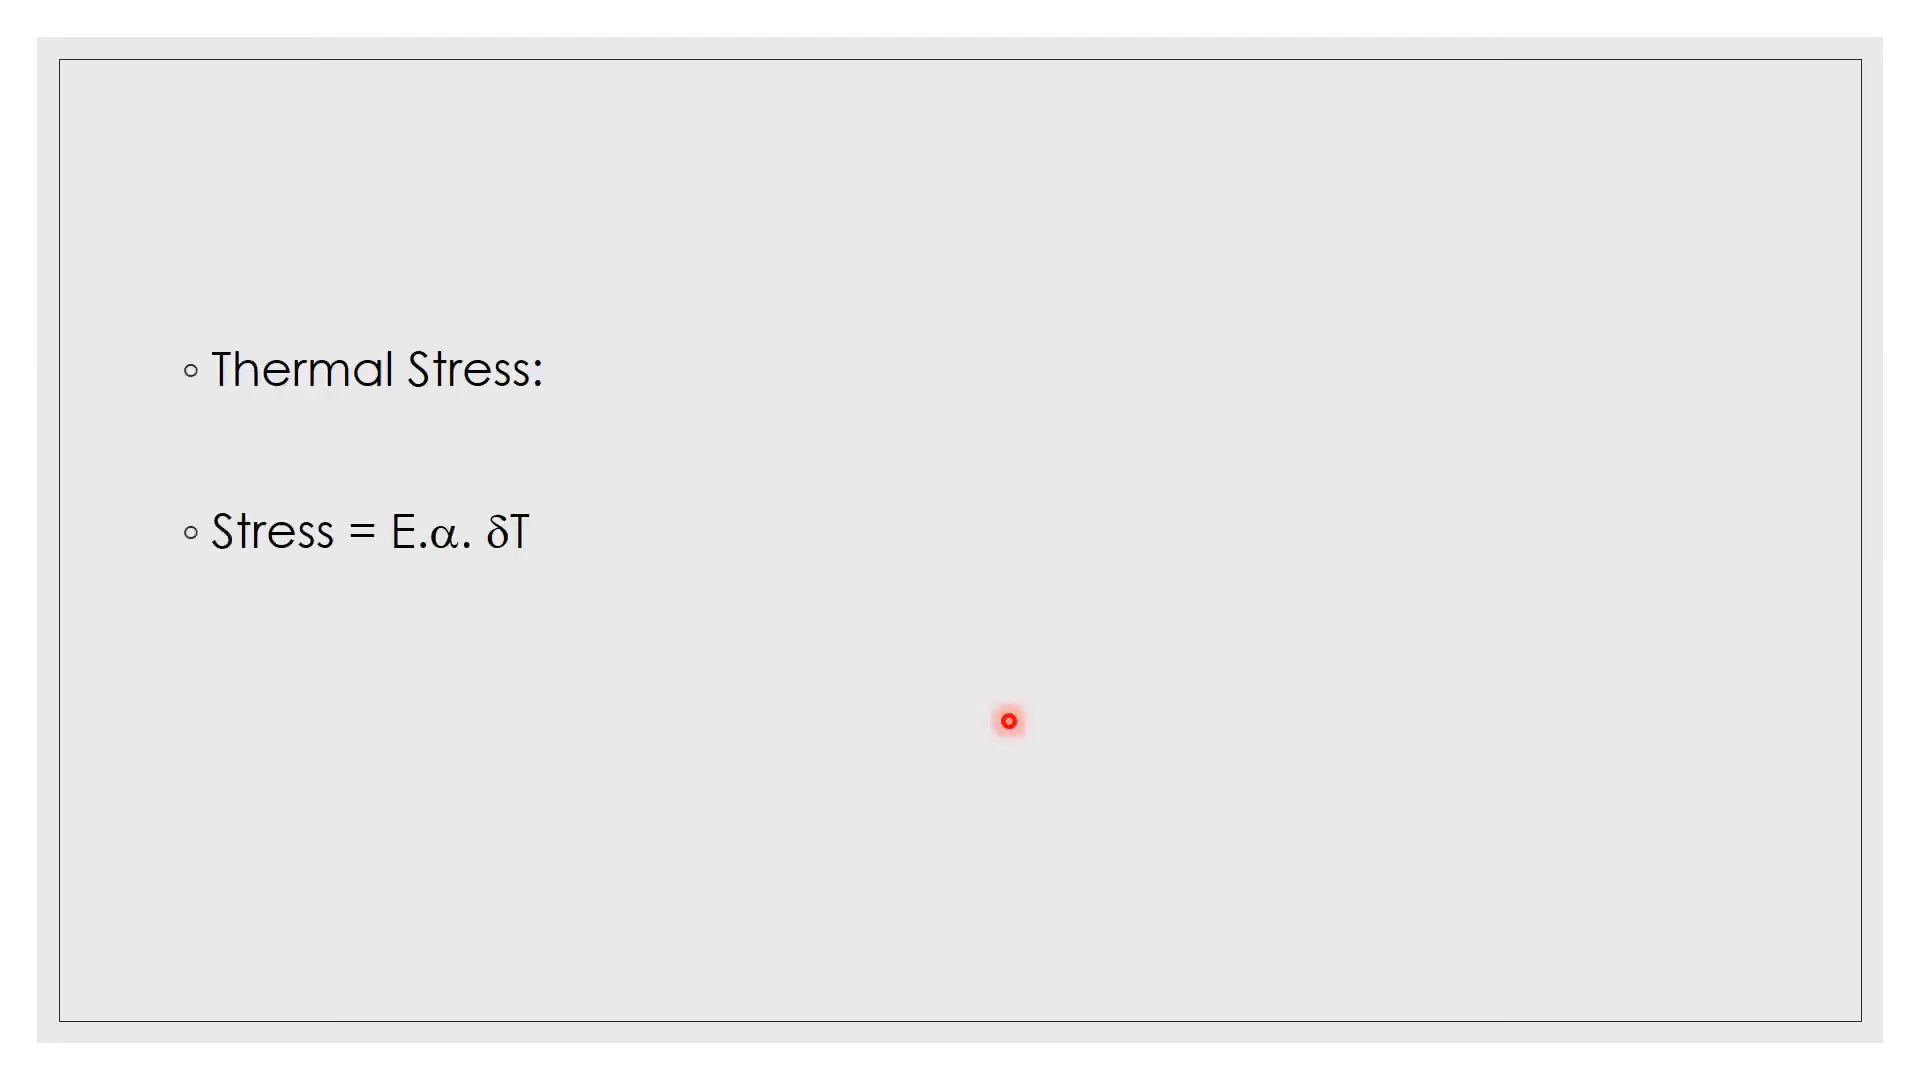 ◦ Thermal Stress:
◦ Stress = E.α. δT